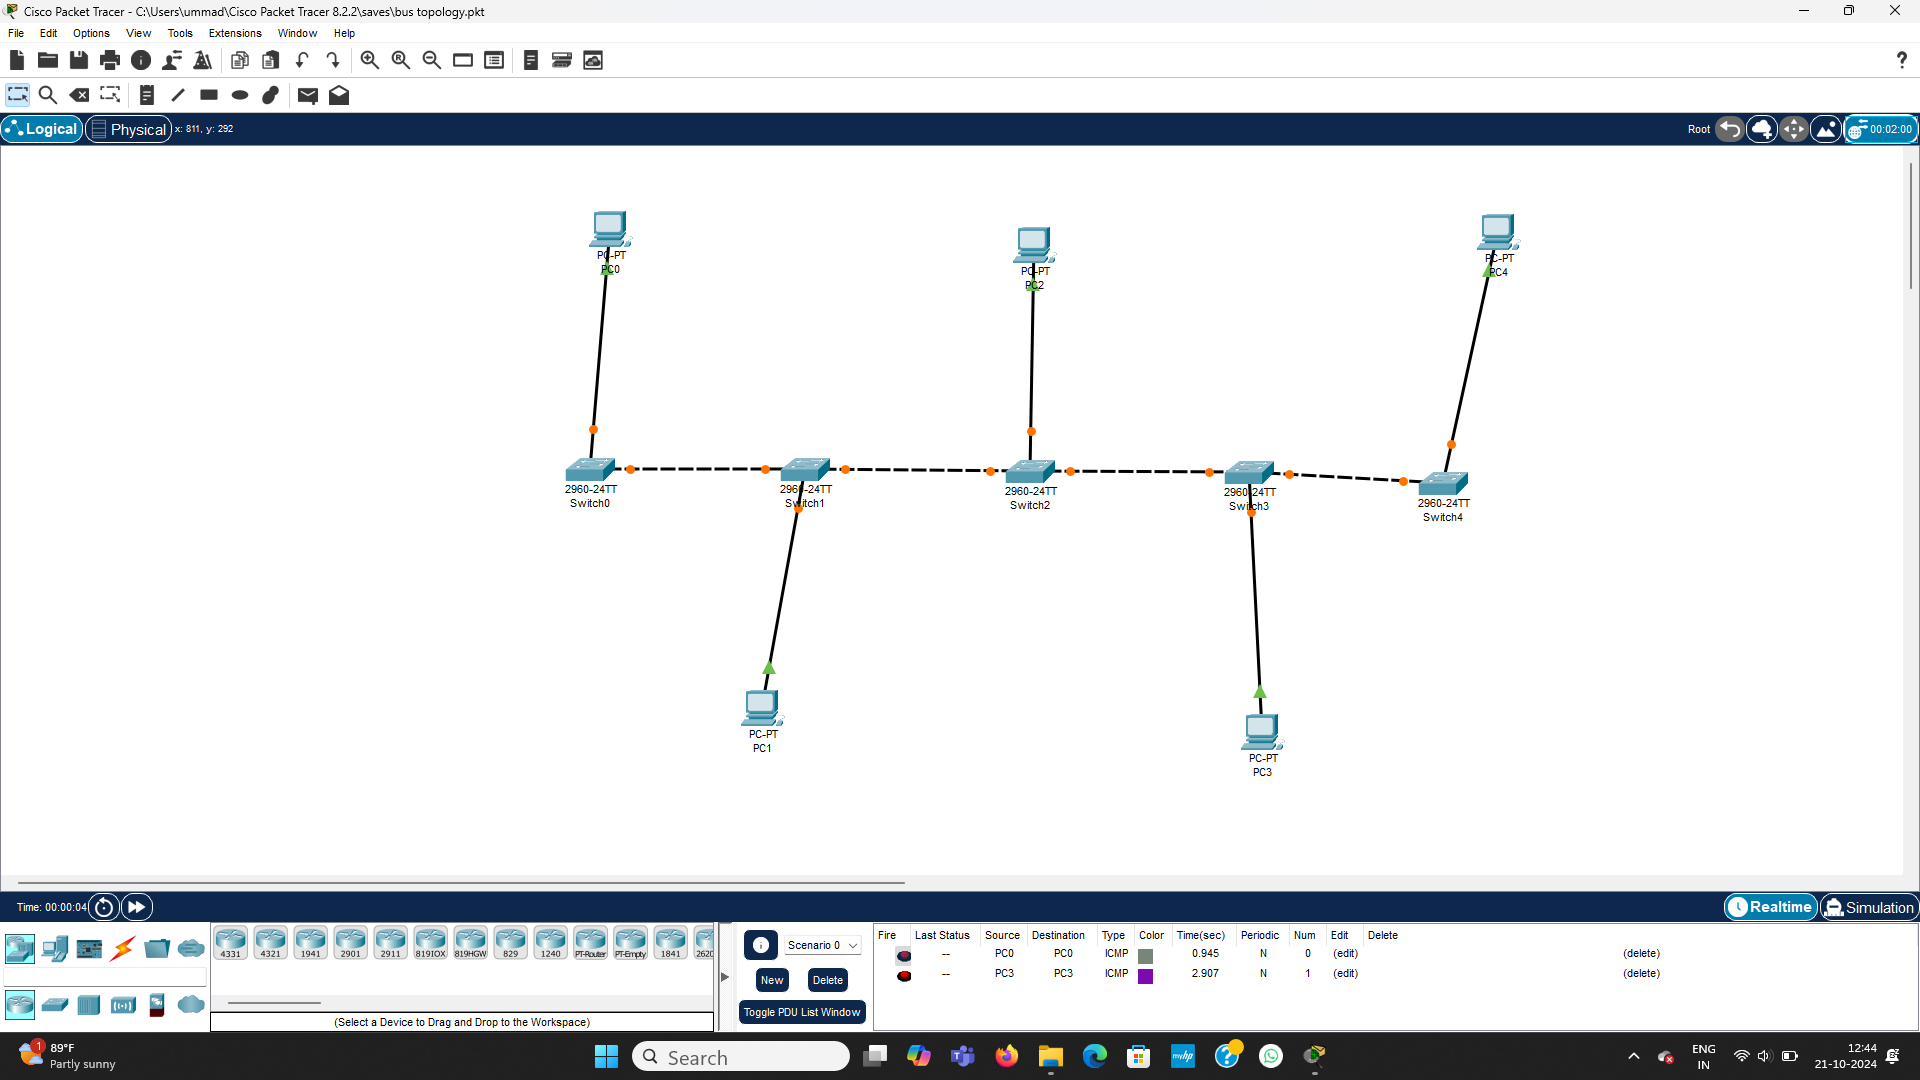 Cisco Packet Tracer - C:\Users\ummad\Cisco Packet Tracer 8.2.2\saves\bus topology.pkt
File Edit Options View Tools Extensions Window Help
Logical Physical x: 811, y: 292 Root 00:02:00
PC-PT
PC0
PC-PT
PC2
PC-PT
PC4
2960-24TT
Switch0
2960-24TT
Switch1
2960-24TT
Switch2
2960-24TT
Switch3
2960-24TT
Switch4
PC-PT
PC1
PC-PT
PC3
Time: 00:00:04 Realtime Simulation
4331 4321 1941 2901 2911 819IOX 819HGW 829 1240 PT-Router PT-Empty 1841 2620
(Select a Device to Drag and Drop to the Workspace)
Scenario 0
New Delete
Toggle PDU List Window
Fire Last Status Source Destination Type Color Time(sec) Periodic Num Edit Delete
-- PC0 PC0 ICMP 0.945 N 0 (edit) (delete)
-- PC3 PC3 ICMP 2.907 N 1 (edit) (delete)
1
89°F
Partly sunny
Search
myhp
ENG
IN
12:44
21-10-2024